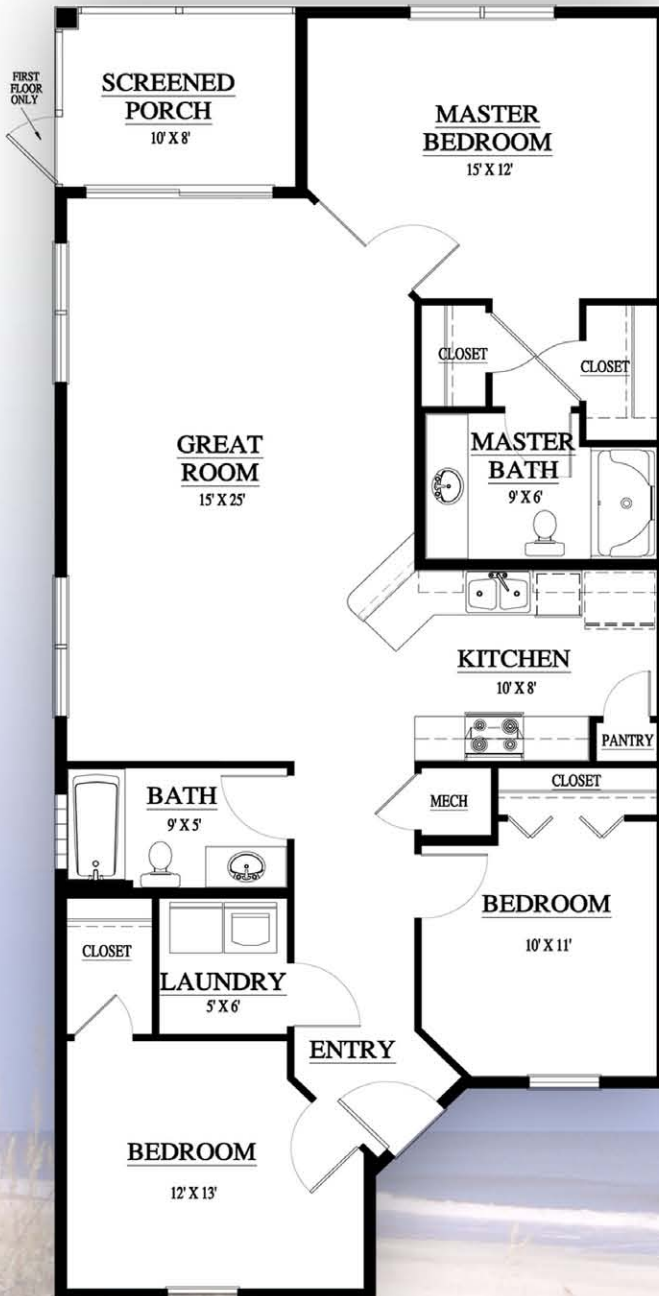 FIRST
FLOOR
ONLY
SCREENED
PORCH
10' X 8'
MASTER
BEDROOM
15' X 12'
CLOSET
CLOSET
GREAT
ROOM
15' X 25'
MASTER
BATH
9' X 6'
KITCHEN
10' X 8'
PANTRY
BATH
9' X 5'
MECH
CLOSET
CLOSET
LAUNDRY
5' X 6'
BEDROOM
10' X 11'
ENTRY
BEDROOM
12' X 13'